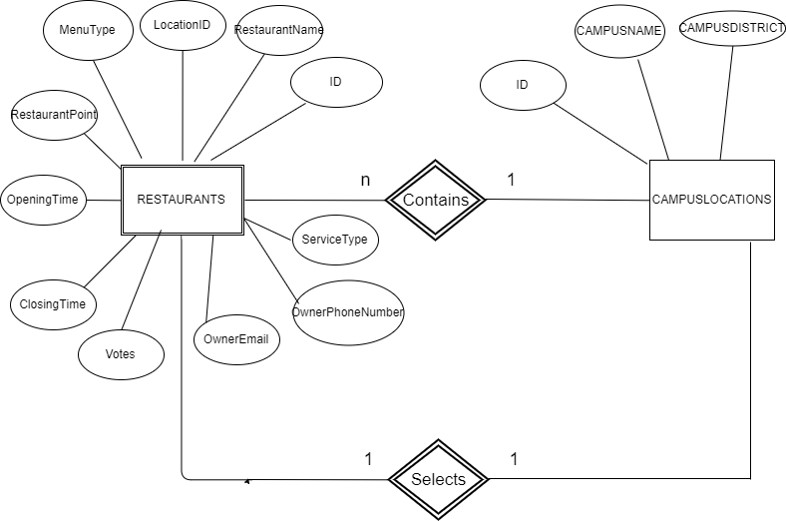 LocationID
MenuType
RestaurantName
CAMPUSNAME
CAMPUSDISTRICT
ID
ID
RestaurantPoint
n
1
OpeningTime
RESTAURANTS
Contains
CAMPUSLOCATIONS
ServiceType
ClosingTime
OwnerPhoneNumber
Votes
OwnerEmail
1
1
Selects